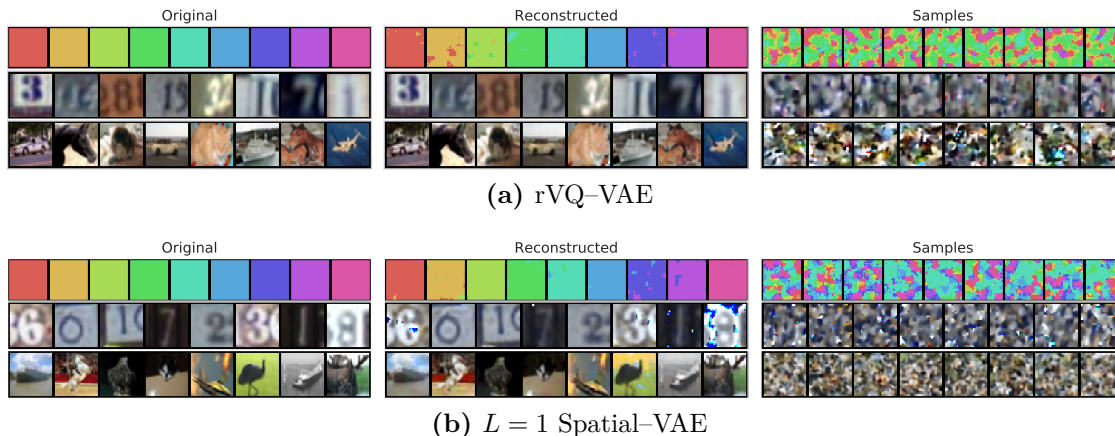 Original Reconstructed Samples
(a) rVQ–VAE
Original Reconstructed Samples
(b) L = 1 Spatial–VAE